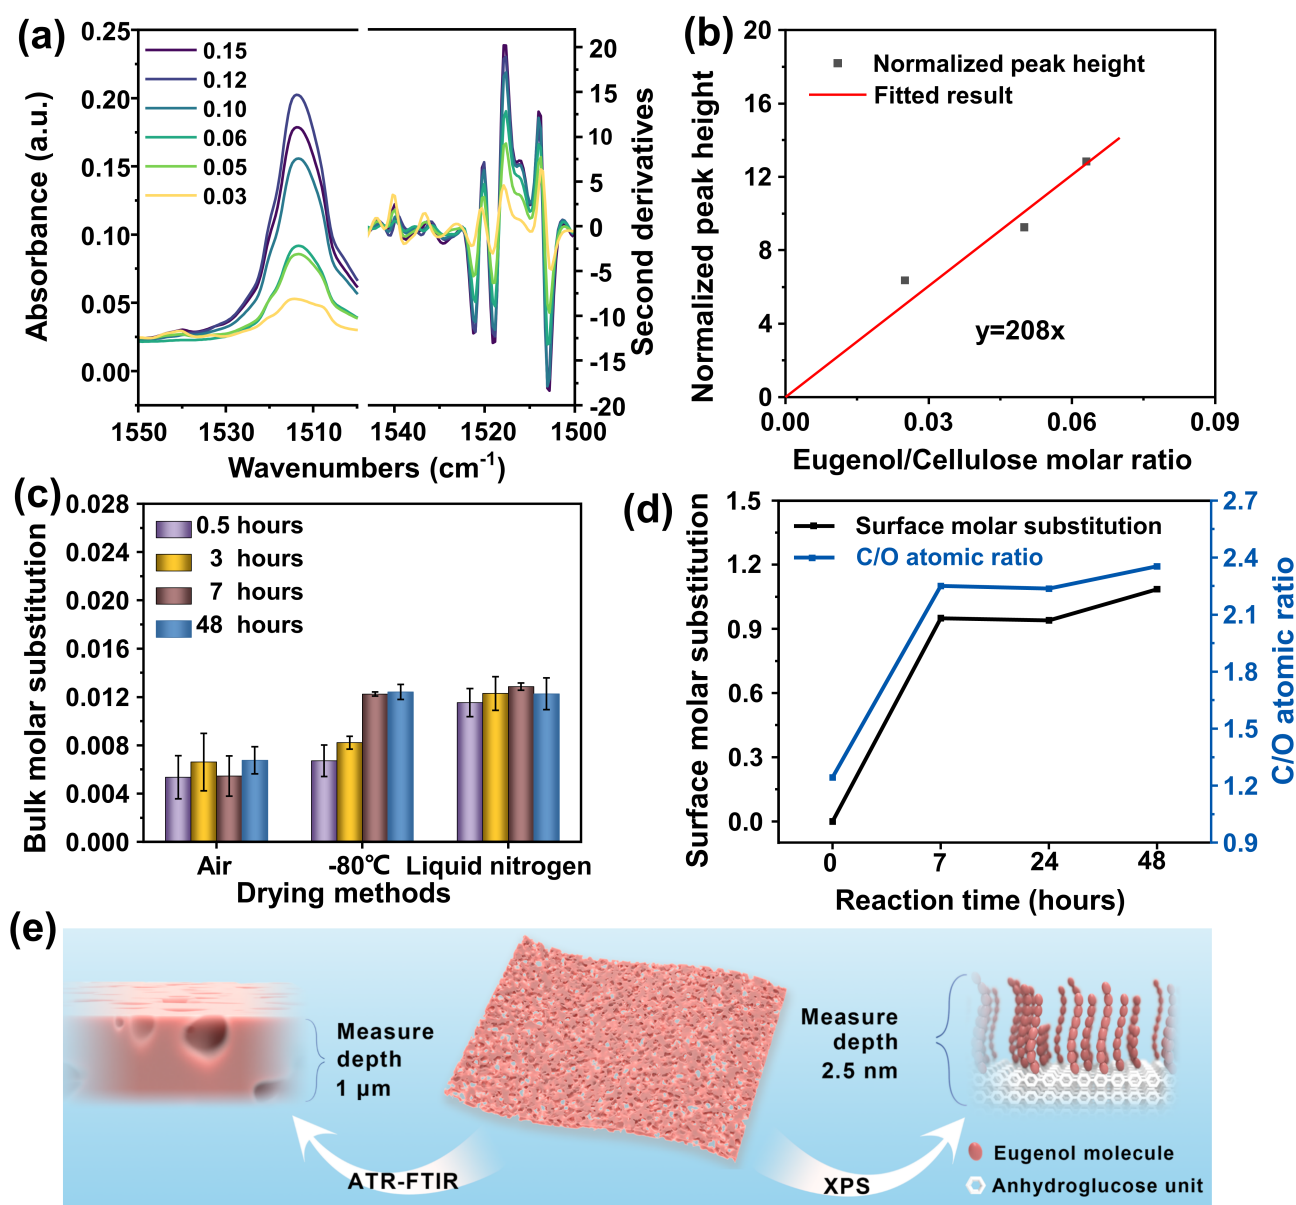 (a)
0.25
0.20
0.15
0.10
0.05
0.00
Absorbance (a.u.)
0.15
0.12
0.10
0.06
0.05
0.03
20
15
10
5
0
-5
-10
-15
-20
Second derivatives
1550
1530
1510
1540
1520
1500
Wavenumbers (cm⁻¹)
(b)
20
16
12
8
4
0
Normalized peak height
Normalized peak height
Fitted result
y=208x
0.00
0.03
0.06
0.09
Eugenol/Cellulose molar ratio
(c)
0.028
0.024
0.020
0.016
0.012
0.008
0.004
0.000
Bulk molar substitution
0.5 hours
3 hours
7 hours
48 hours
Air
-80℃
Liquid nitrogen
Drying methods
(d)
1.5
1.2
0.9
0.6
0.3
0.0
Surface molar substitution
Surface molar substitution
C/O atomic ratio
2.7
2.4
2.1
1.8
1.5
1.2
0.9
C/O atomic ratio
0
7
24
48
Reaction time (hours)
(e)
Measure
depth
1 μm
ATR-FTIR
Measure
depth
2.5 nm
XPS
Eugenol molecule
Anhydroglucose unit